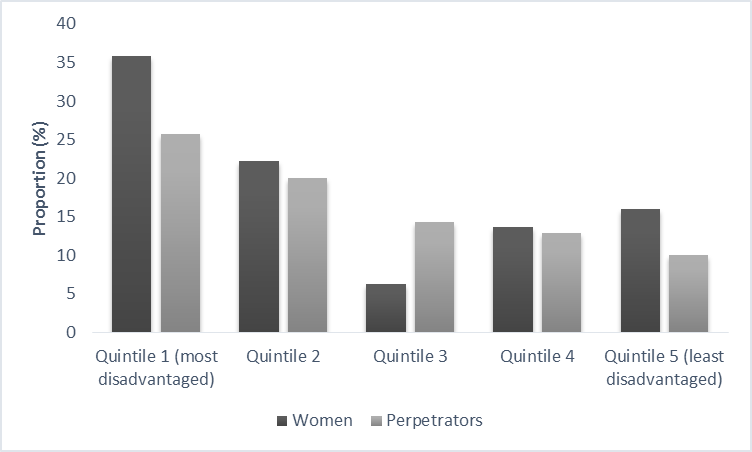 40
35
30
25
20
15
10
5
0
Proportion (%)
Quintile 1 (most
disadvantaged)
Quintile 2
Quintile 3
Quintile 4
Quintile 5 (least
disadvantaged)
Women
Perpetrators